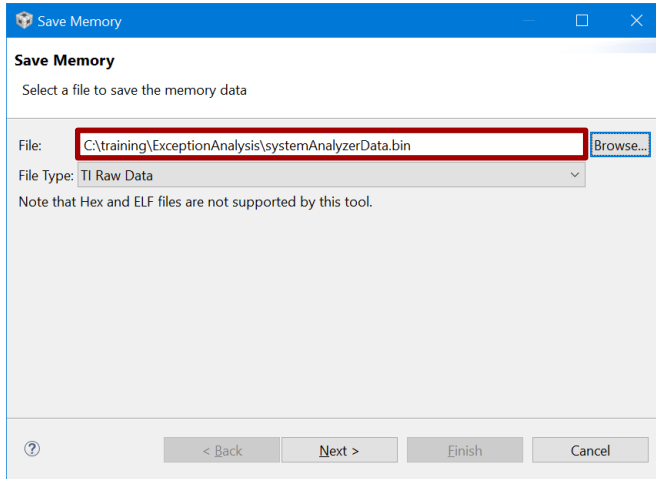 Save Memory
Save Memory
Select a file to save the memory data
File: C:\training\ExceptionAnalysis\systemAnalyzerData.bin Browse...
File Type: TI Raw Data
Note that Hex and ELF files are not supported by this tool.
? < Back Next > Finish Cancel